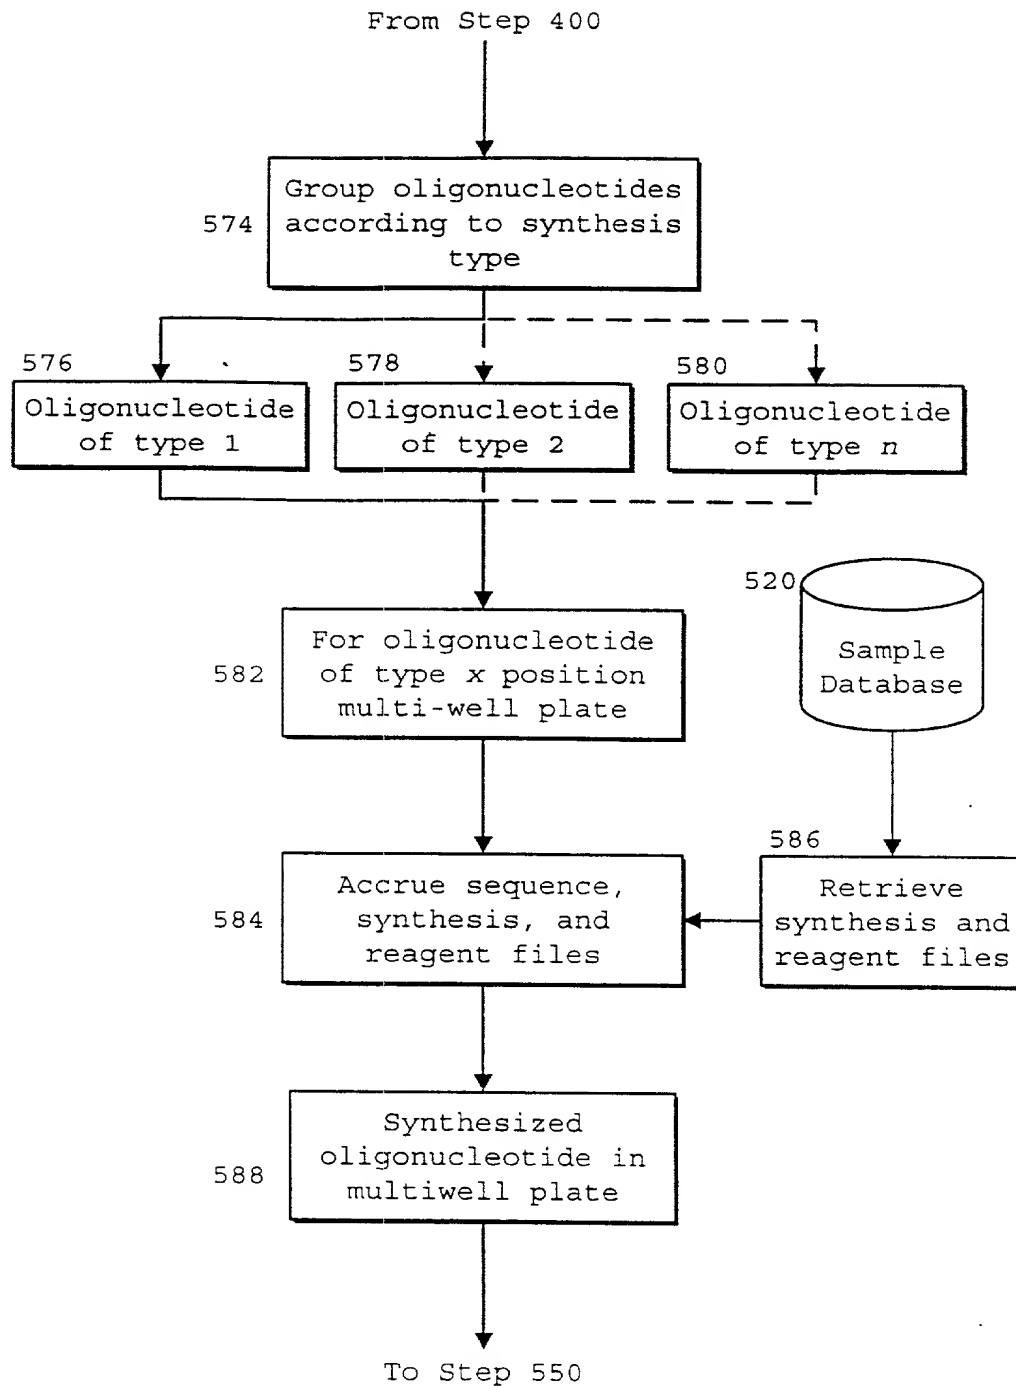 From Step 400
574
Group oligonucleotides
according to synthesis
type
576
Oligonucleotide
of type 1
578
Oligonucleotide
of type 2
580
Oligonucleotide
of type n
582
For oligonucleotide
of type x position
multi-well plate
520
Sample
Database
584
Accrue sequence,
synthesis, and
reagent files
586
Retrieve
synthesis and
reagent files
588
Synthesized
oligonucleotide in
multiwell plate
To Step 550